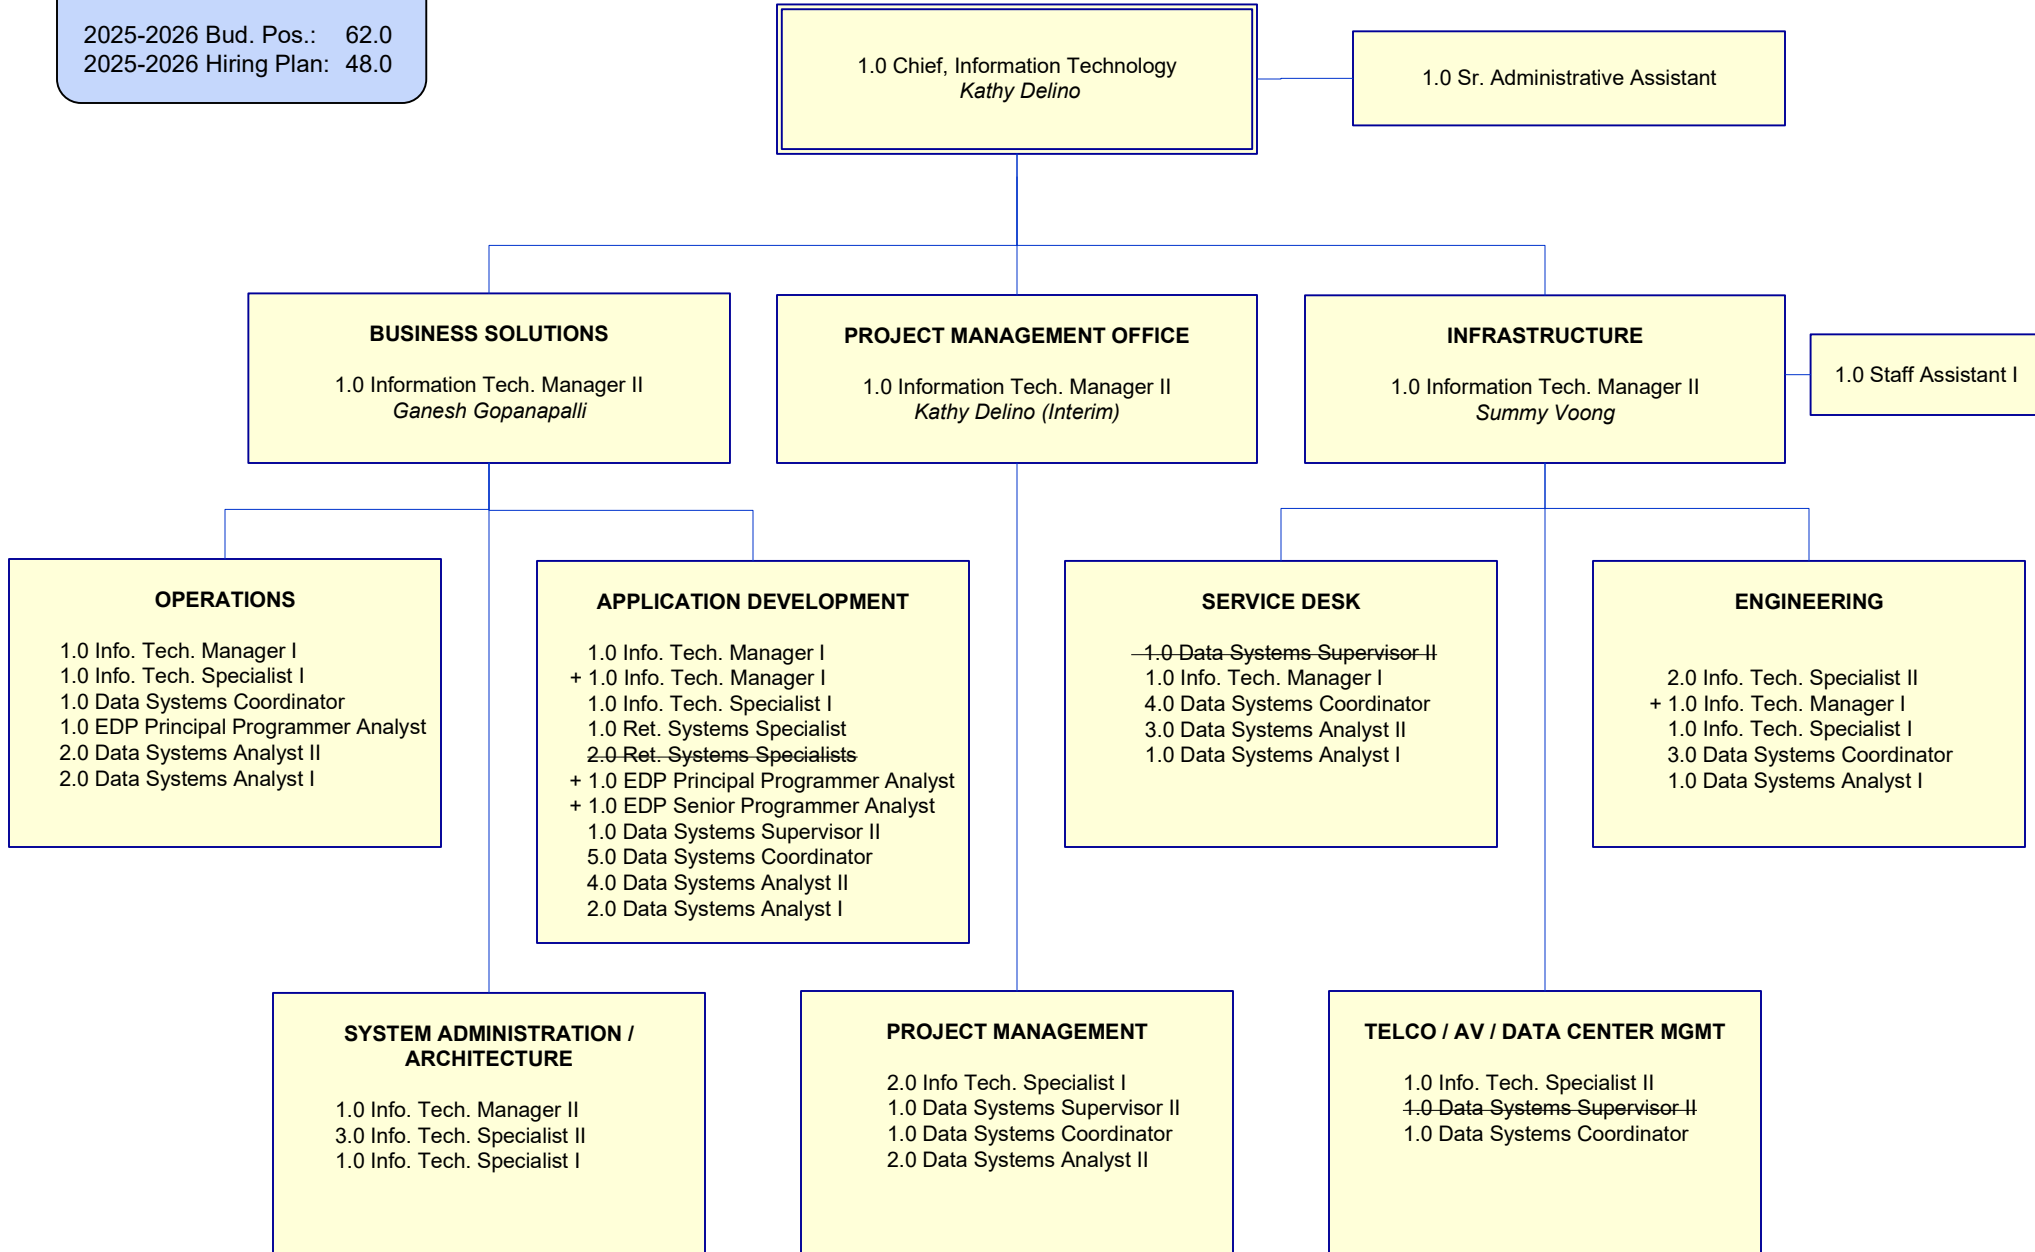 2025-2026 Bud. Pos.: 62.0
2025-2026 Hiring Plan: 48.0
1.0 Chief, Information Technology
Kathy Delino
1.0 Sr. Administrative Assistant
BUSINESS SOLUTIONS
1.0 Information Tech. Manager II
Ganesh Gopanapalli
PROJECT MANAGEMENT OFFICE
1.0 Information Tech. Manager II
Kathy Delino (Interim)
INFRASTRUCTURE
1.0 Information Tech. Manager II
Summy Voong
1.0 Staff Assistant I
OPERATIONS
1.0 Info. Tech. Manager I
1.0 Info. Tech. Specialist I
1.0 Data Systems Coordinator
1.0 EDP Principal Programmer Analyst
2.0 Data Systems Analyst II
2.0 Data Systems Analyst I
APPLICATION DEVELOPMENT
1.0 Info. Tech. Manager I
+ 1.0 Info. Tech. Manager I
1.0 Info. Tech. Specialist I
1.0 Ret. Systems Specialist
2.0 Ret. Systems Specialists
+ 1.0 EDP Principal Programmer Analyst
+ 1.0 EDP Senior Programmer Analyst
1.0 Data Systems Supervisor II
5.0 Data Systems Coordinator
4.0 Data Systems Analyst II
2.0 Data Systems Analyst I
SERVICE DESK
1.0 Data Systems Supervisor II
1.0 Info. Tech. Manager I
4.0 Data Systems Coordinator
3.0 Data Systems Analyst II
1.0 Data Systems Analyst I
ENGINEERING
2.0 Info. Tech. Specialist II
+ 1.0 Info. Tech. Manager I
1.0 Info. Tech. Specialist I
3.0 Data Systems Coordinator
1.0 Data Systems Analyst I
SYSTEM ADMINISTRATION /
ARCHITECTURE
1.0 Info. Tech. Manager II
3.0 Info. Tech. Specialist II
1.0 Info. Tech. Specialist I
PROJECT MANAGEMENT
2.0 Info Tech. Specialist I
1.0 Data Systems Supervisor II
1.0 Data Systems Coordinator
2.0 Data Systems Analyst II
TELCO / AV / DATA CENTER MGMT
1.0 Info. Tech. Specialist II
1.0 Data Systems Supervisor II
1.0 Data Systems Coordinator